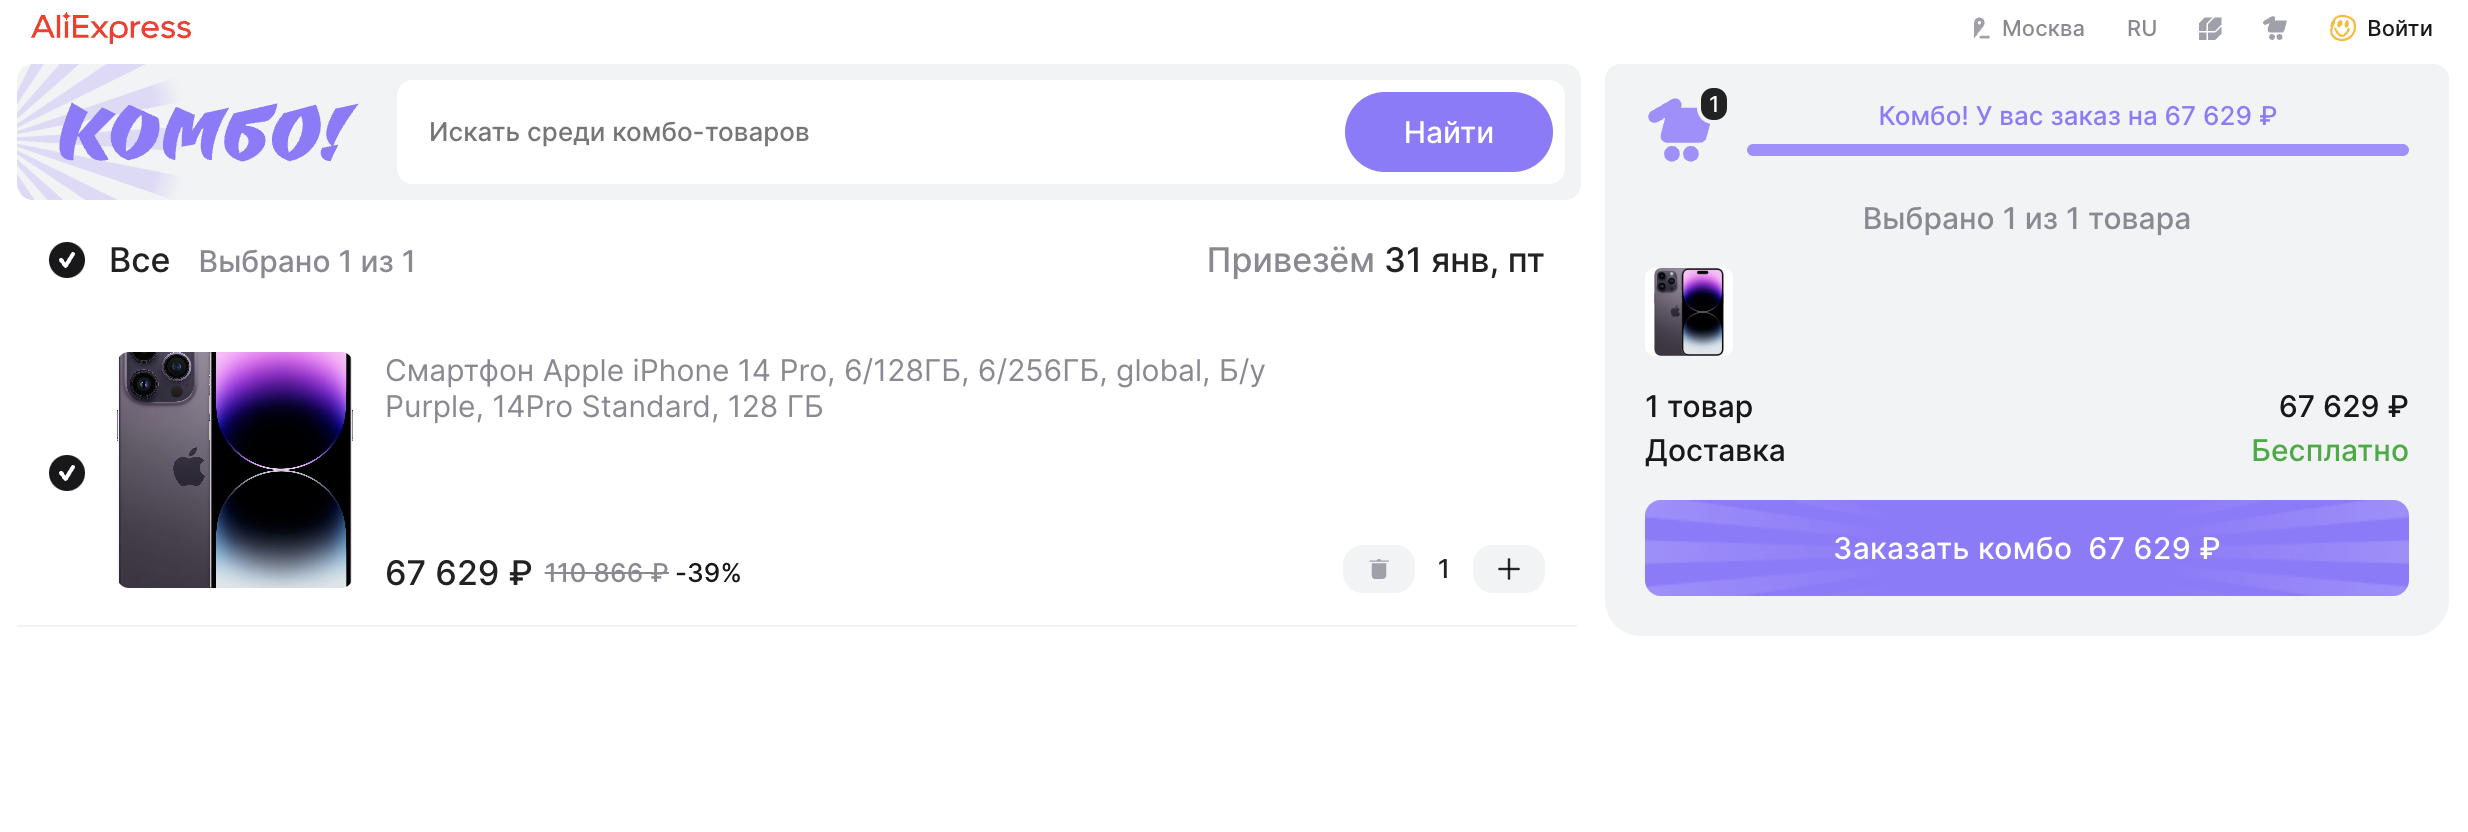 AliExpress
Москва
RU
Войти
комбо!
Искать среди комбо-товаров
Найти
Все
Выбрано 1 из 1
Привезём 31 янв, пт
Смартфон Apple iPhone 14 Pro, 6/128ГБ, 6/256ГБ, global, Б/у
Purple, 14Pro Standard, 128 ГБ
67 629 ₽ 110 866 ₽ -39%
1
1
Комбо! У вас заказ на 67 629 ₽
Выбрано 1 из 1 товара
1 товар
67 629 ₽
Доставка
Бесплатно
Заказать комбо 67 629 ₽